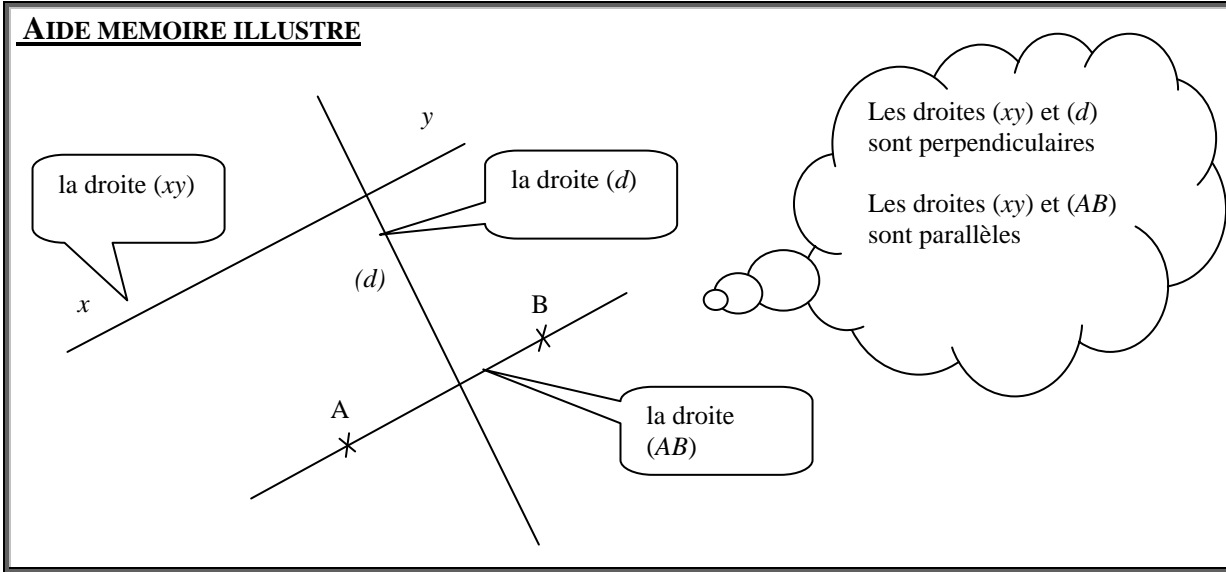 AIDE MEMOIRE ILLUSTRE
y
la droite (xy)
la droite (d)
(d)
x
B
A
la droite
(AB)
Les droites (xy) et (d)
sont perpendiculaires
Les droites (xy) et (AB)
sont parallèles